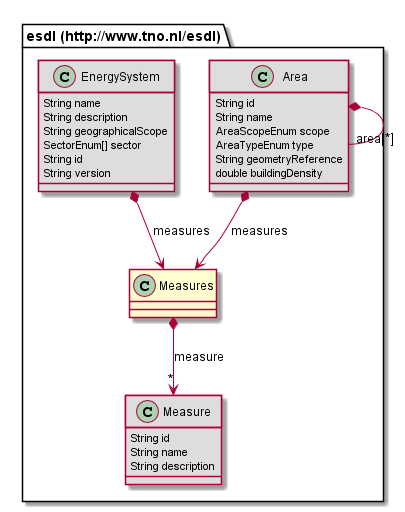 esdl (http://www.tno.nl/esdl)
C EnergySystem
String name
String description
String geographicalScope
SectorEnum[] sector
String id
String version
C Area
String id
String name
AreaScopeEnum scope
AreaTypeEnum type
String geometryReference
double buildingDensity
area[*]
measures
measures
C Measures
measure
*
C Measure
String id
String name
String description